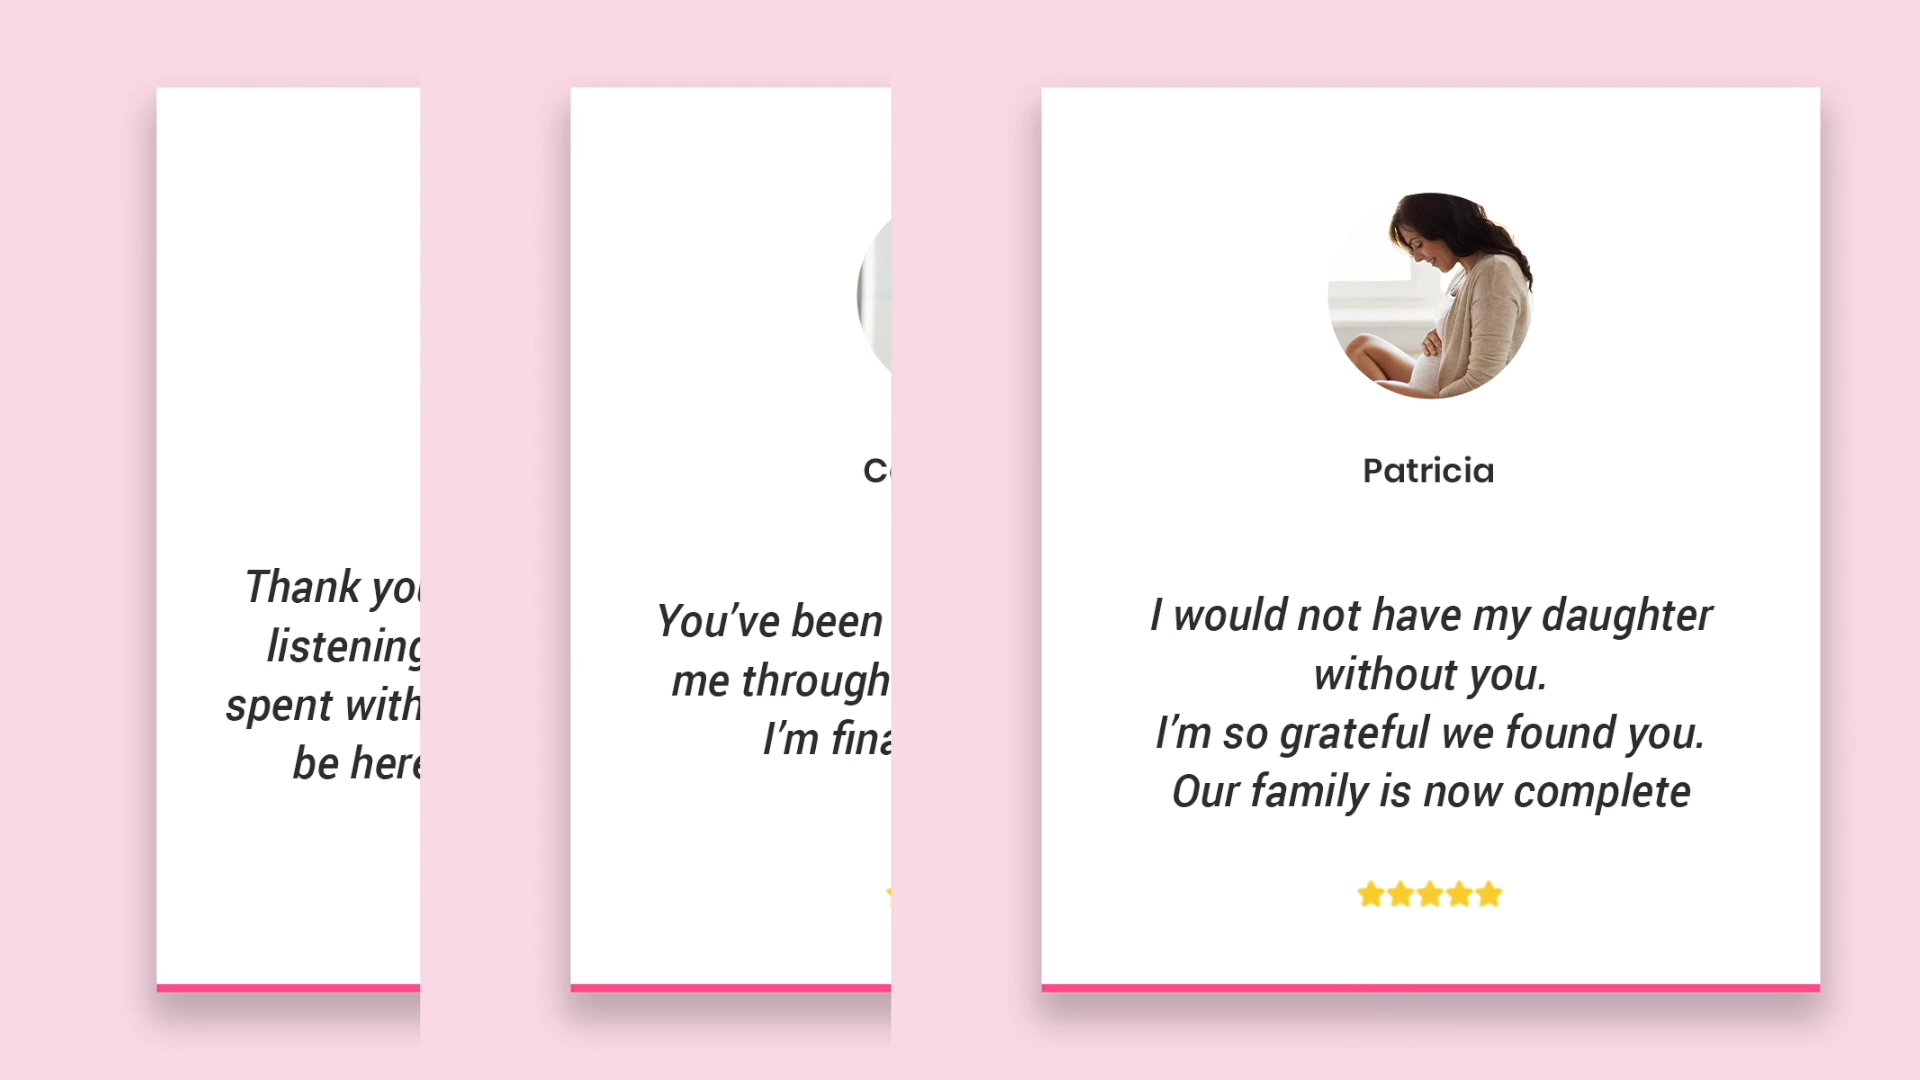 Thank you
listening
spent with
be here
You've been
me through
I'm fina
Patricia
I would not have my daughter
without you.
I'm so grateful we found you.
Our family is now complete